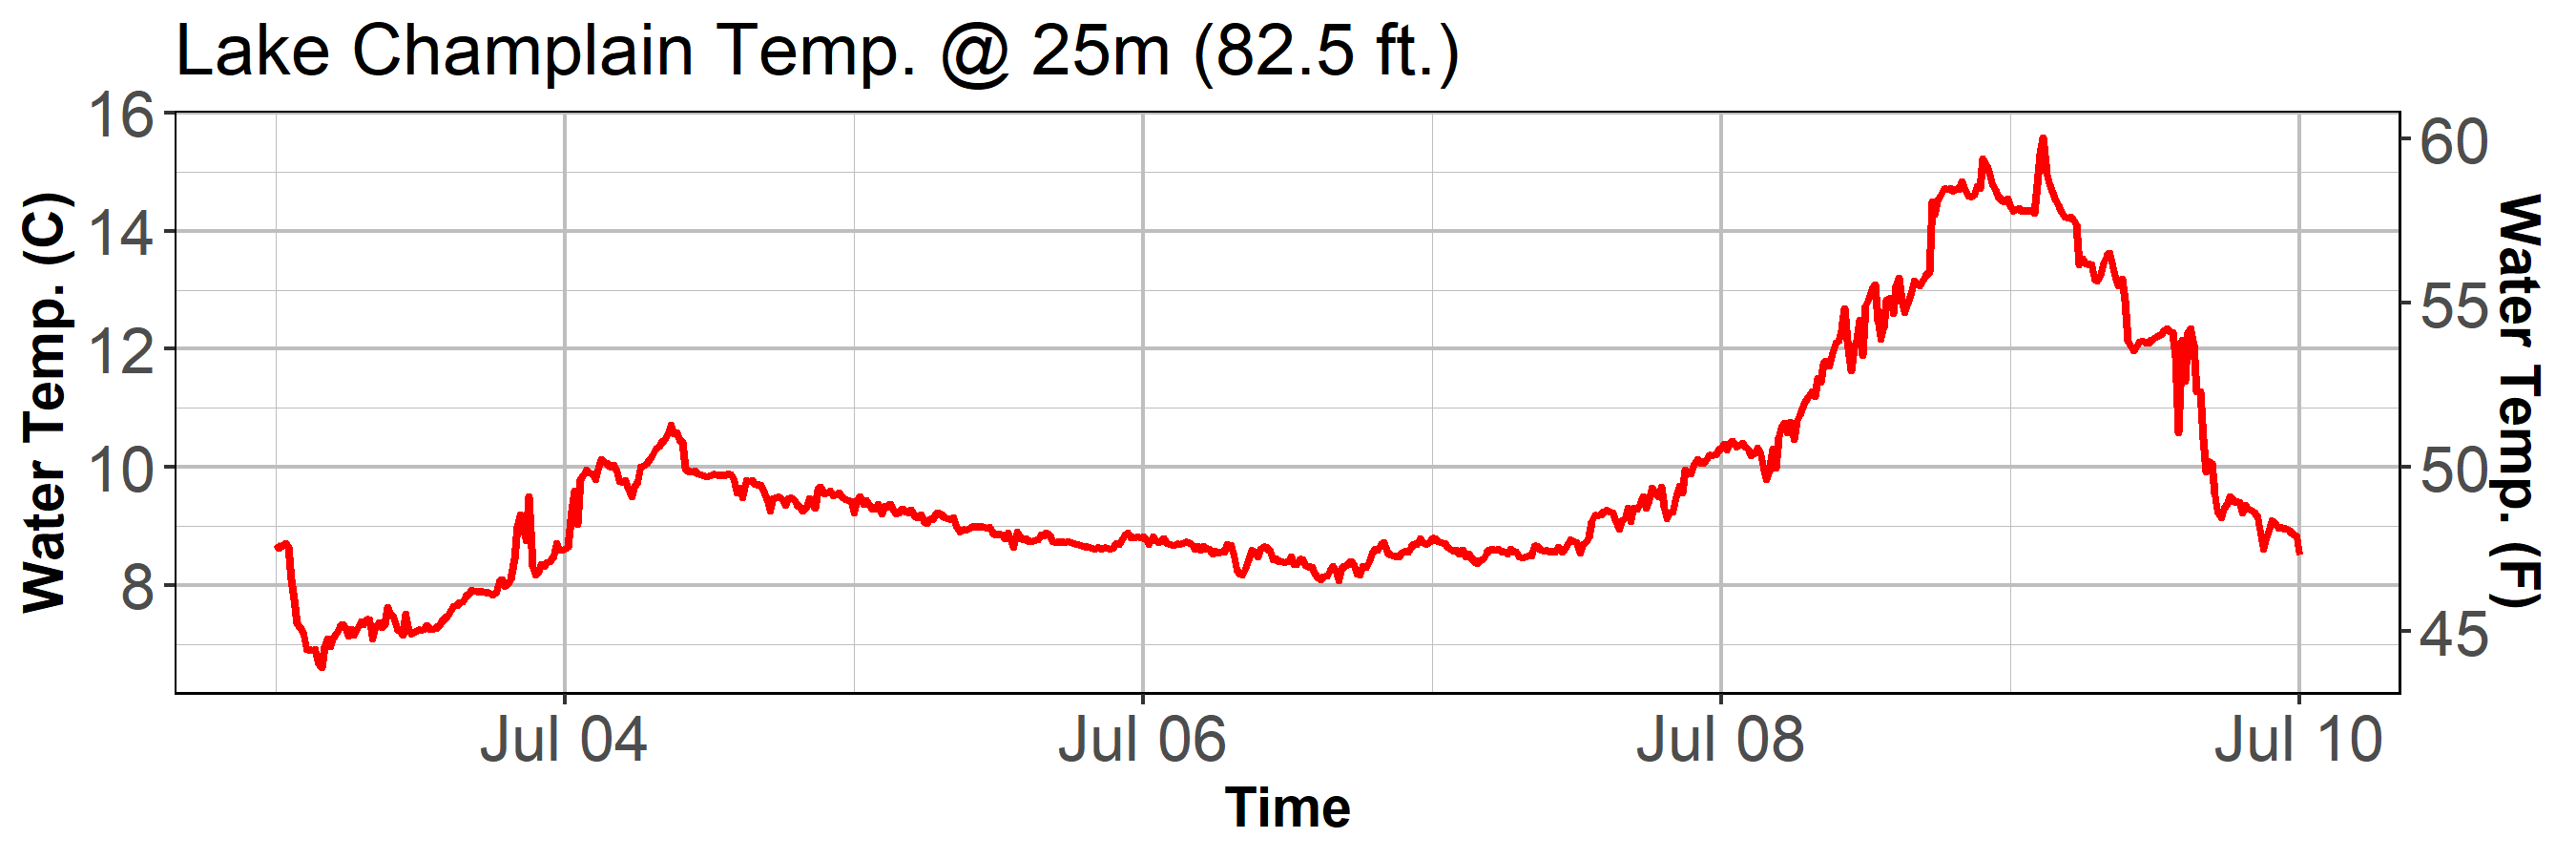 Lake Champlain Temp. @ 25m (82.5 ft.)
Water Temp. (C)
16
14
12
10
8
60
55
50
45
Water Temp. (F)
Jul 04 Jul 06 Jul 08 Jul 10
Time